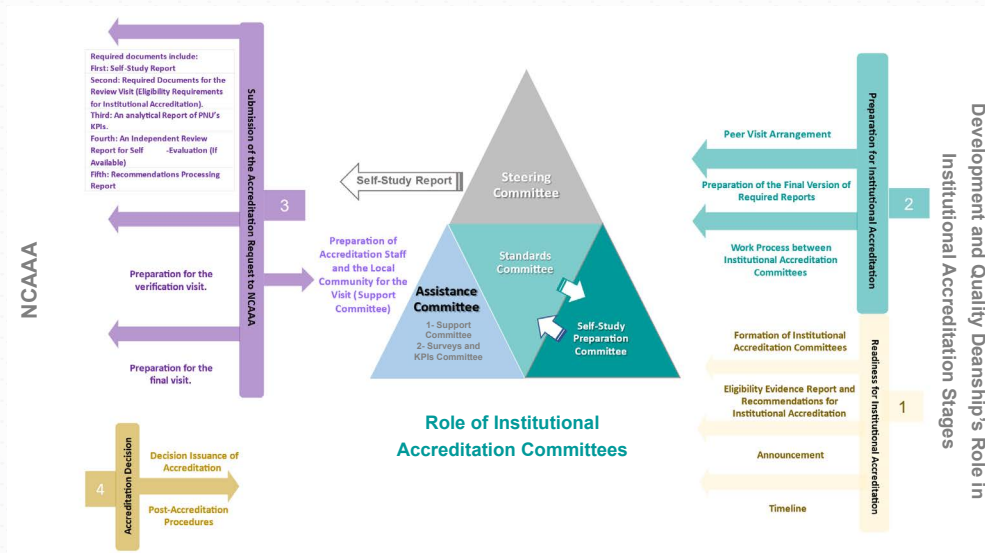 Required documents include:
First: Self-Study Report
Second: Required Documents for the
Review Visit (Eligibility Requirements
for Institutional Accreditation).
Third: An analytical Report of PNU's
KPIs.
Fourth: An Independent Review
Report for Self -Evaluation (If
Available)
Fifth: Recommendations Processing
Report
Submission of the Accreditation Request to NCAAA
3
Preparation for the
verification visit.
Preparation for the
final visit.
NCAAA
4
Accreditation Decision
Decision Issuance of
Accreditation
Post-Accreditation
Procedures
Self-Study Report
Preparation of
Accreditation Staff
and the Local
Community for the
Visit (Support
Committee)
Steering
Committee
Standards
Committee
Assistance
Committee
1- Support
Committee
2- Surveys and
KPIs Committee
Self-Study
Preparation
Committee
Role of Institutional
Accreditation Committees
Peer Visit Arrangement
Preparation of the Final Version of
Required Reports
Work Process between
Institutional Accreditation
Committees
Preparation for Institutional Accreditation
2
Formation of Institutional
Accreditation Committees
Eligibility Evidence Report and
Recommendations for
Institutional Accreditation
Announcement
Timeline
Readiness for Institutional Accreditation
1
Development and Quality Deanship's Role in
Institutional Accreditation Stages